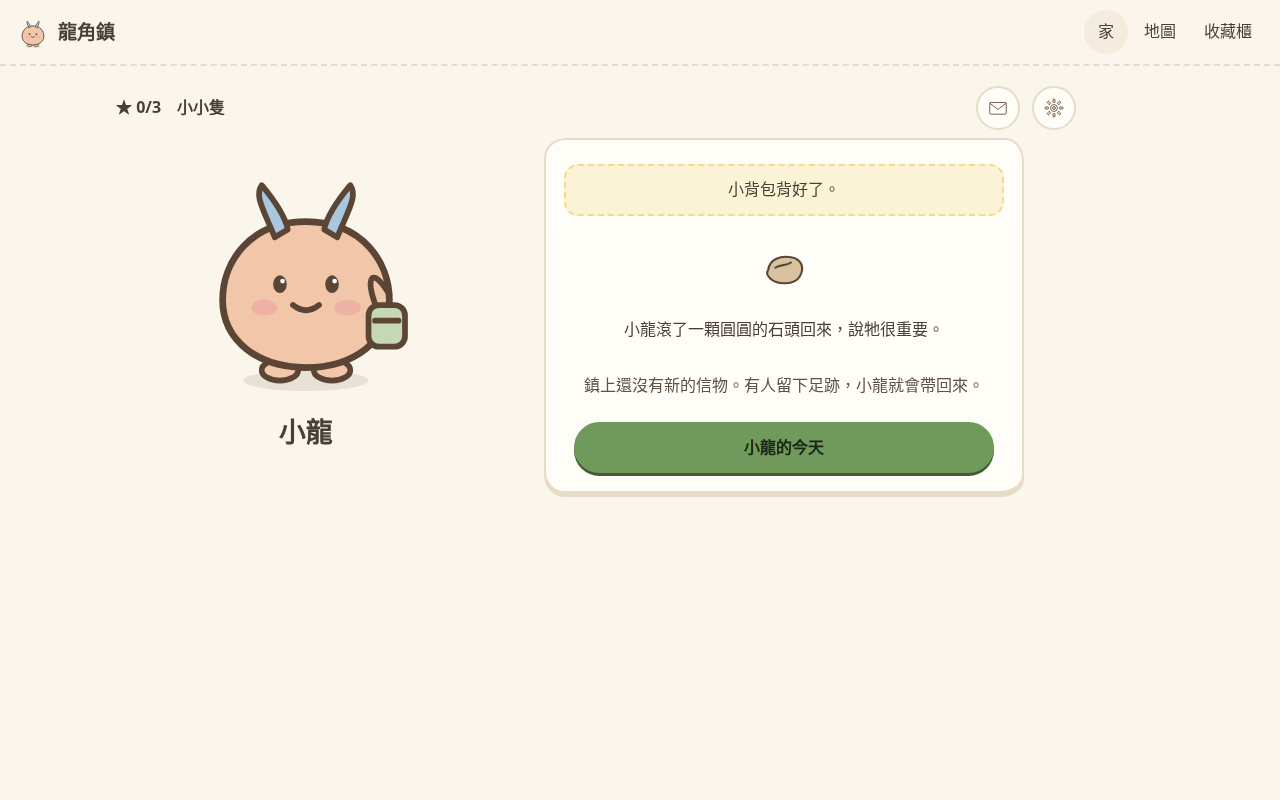 龍角鎮
家
地圖
收藏櫃
★ 0/3 小小隻
小背包背好了。
小龍滾了一顆圓圓的石頭回來，說牠很重要。
鎮上還沒有新的信物。有人留下足跡，小龍就會帶回來。
小龍的今天
小龍